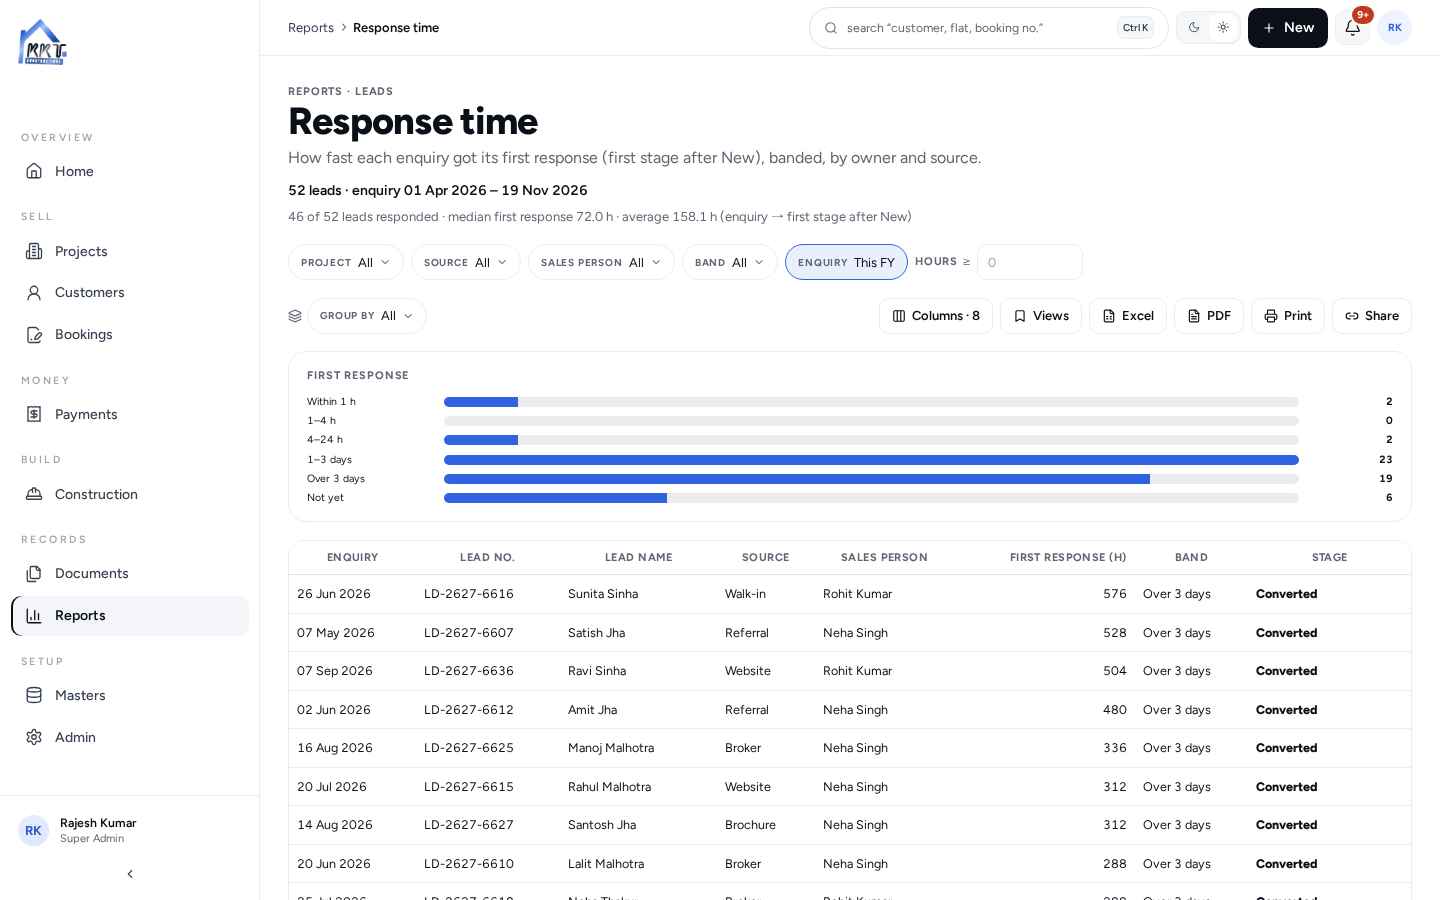 RKT
CONSTRUCTIONS
Reports > Response time
search “customer, flat, booking no.”
Ctrl K
+ New
9+
RK
OVERVIEW
Home
SELL
Projects
Customers
Bookings
MONEY
Payments
BUILD
Construction
RECORDS
Documents
Reports
SETUP
Masters
Admin
RK
Rajesh Kumar
Super Admin
REPORTS · LEADS
Response time
How fast each enquiry got its first response (first stage after New), banded, by owner and source.
52 leads · enquiry 01 Apr 2026 – 19 Nov 2026
46 of 52 leads responded · median first response 72.0 h · average 158.1 h (enquiry → first stage after New)
PROJECT All SOURCE All SALES PERSON All BAND All ENQUIRY This FY HOURS ≥ 0
GROUP BY All Columns · 8 Views Excel PDF Print Share
FIRST RESPONSE
Within 1 h 2
1–4 h 0
4–24 h 2
1–3 days 23
Over 3 days 19
Not yet 6
ENQUIRY LEAD NO. LEAD NAME SOURCE SALES PERSON FIRST RESPONSE (H) BAND STAGE
26 Jun 2026 LD-2627-6616 Sunita Sinha Walk-in Rohit Kumar 576 Over 3 days Converted
07 May 2026 LD-2627-6607 Satish Jha Referral Neha Singh 528 Over 3 days Converted
07 Sep 2026 LD-2627-6636 Ravi Sinha Website Rohit Kumar 504 Over 3 days Converted
02 Jun 2026 LD-2627-6612 Amit Jha Referral Neha Singh 480 Over 3 days Converted
16 Aug 2026 LD-2627-6625 Manoj Malhotra Broker Neha Singh 336 Over 3 days Converted
20 Jul 2026 LD-2627-6615 Rahul Malhotra Website Neha Singh 312 Over 3 days Converted
14 Aug 2026 LD-2627-6627 Santosh Jha Brochure Neha Singh 312 Over 3 days Converted
20 Jun 2026 LD-2627-6610 Lalit Malhotra Broker Neha Singh 288 Over 3 days Converted